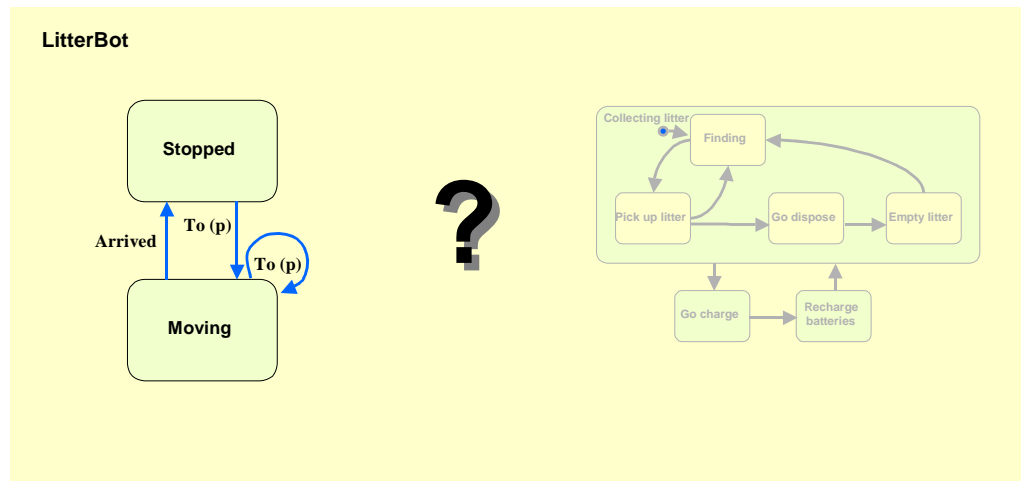 LitterBot
Stopped
To (p)
Arrived
To (p)
Moving
?
Collecting litter
Finding
Pick up litter
Go dispose
Empty litter
Go charge
Recharge
batteries